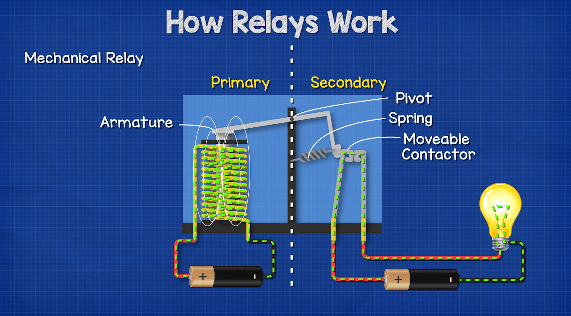 How Relays Work
Mechanical Relay
Primary
Secondary
Armature
Pivot
Spring
Moveable
Contactor
+
-
+
-